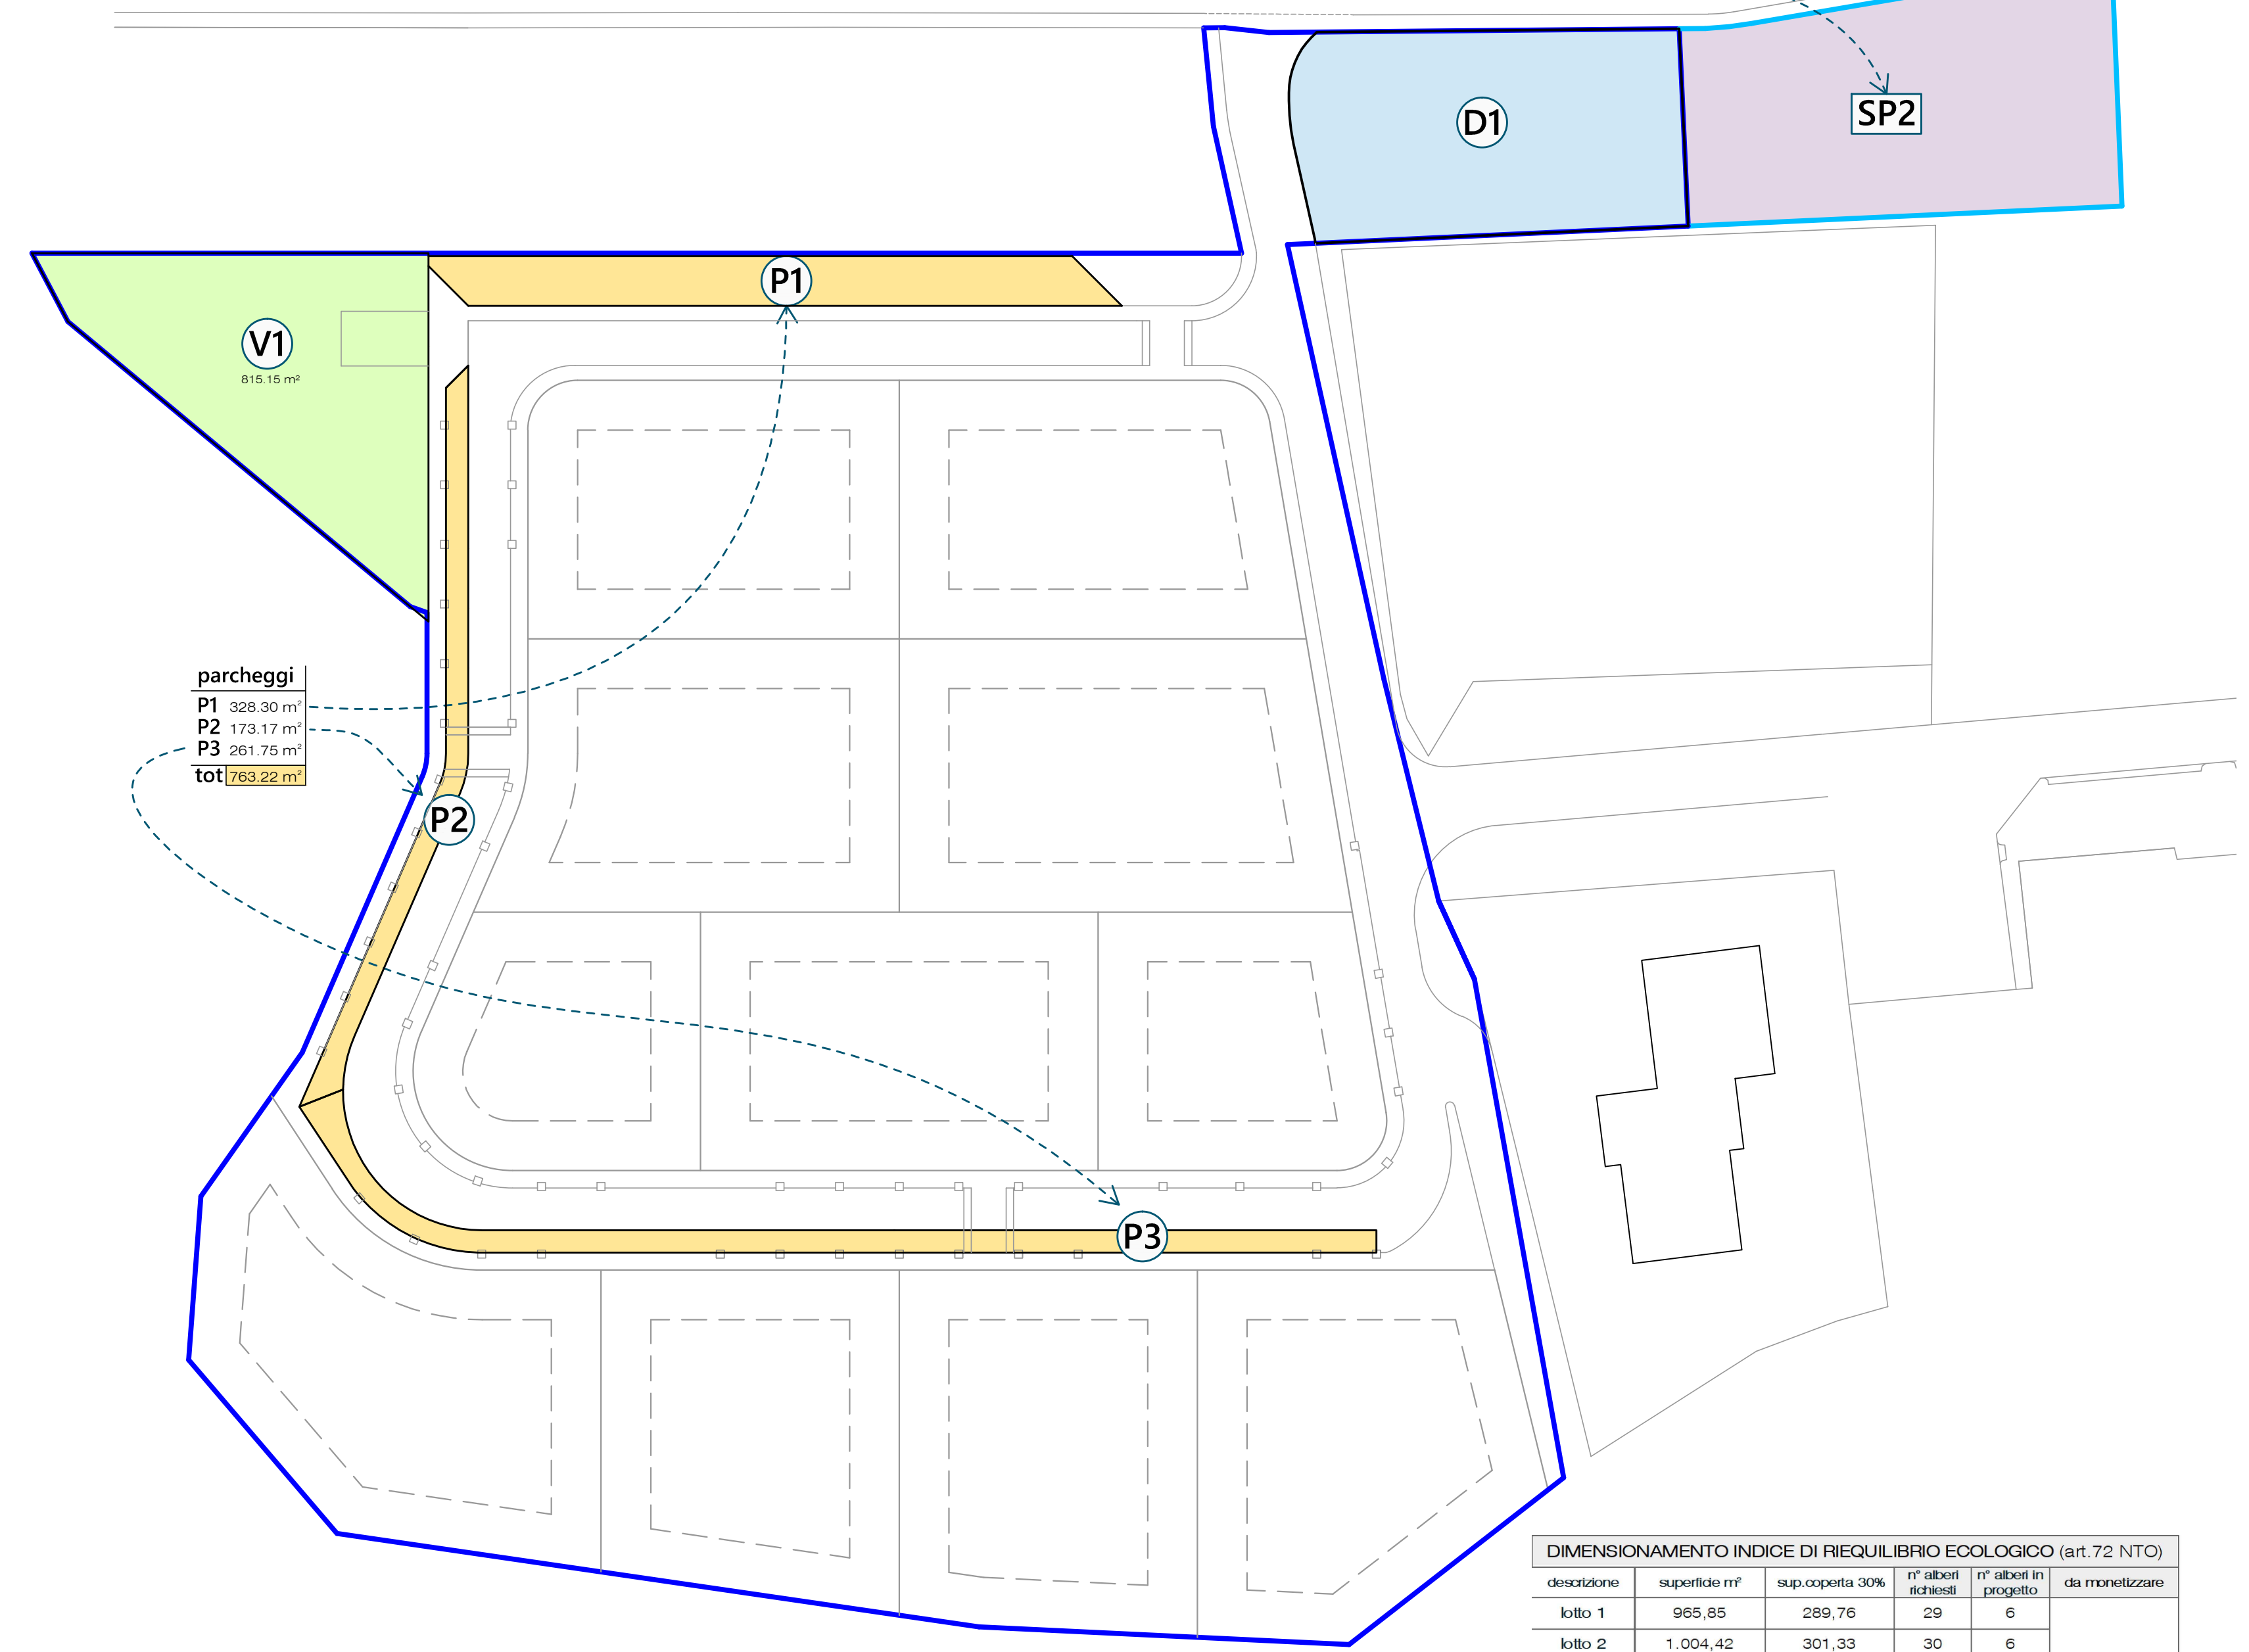 D1
SP2
P1
V1
815.15 m²
parcheggi
P1 328.30 m²
P2 173.17 m²
P3 261.75 m²
tot 763.22 m²
P2
P3
DIMENSIONAMENTO INDICE DI RIEQUILIBRIO ECOLOGICO (art.72 NTO)
descrizione superficie m² sup.coperta 30% n° alberi richiesti n° alberi in progetto da monetizzare
lotto 1 965,85 289,76 29 6
lotto 2 1.004,42 301,33 30 6